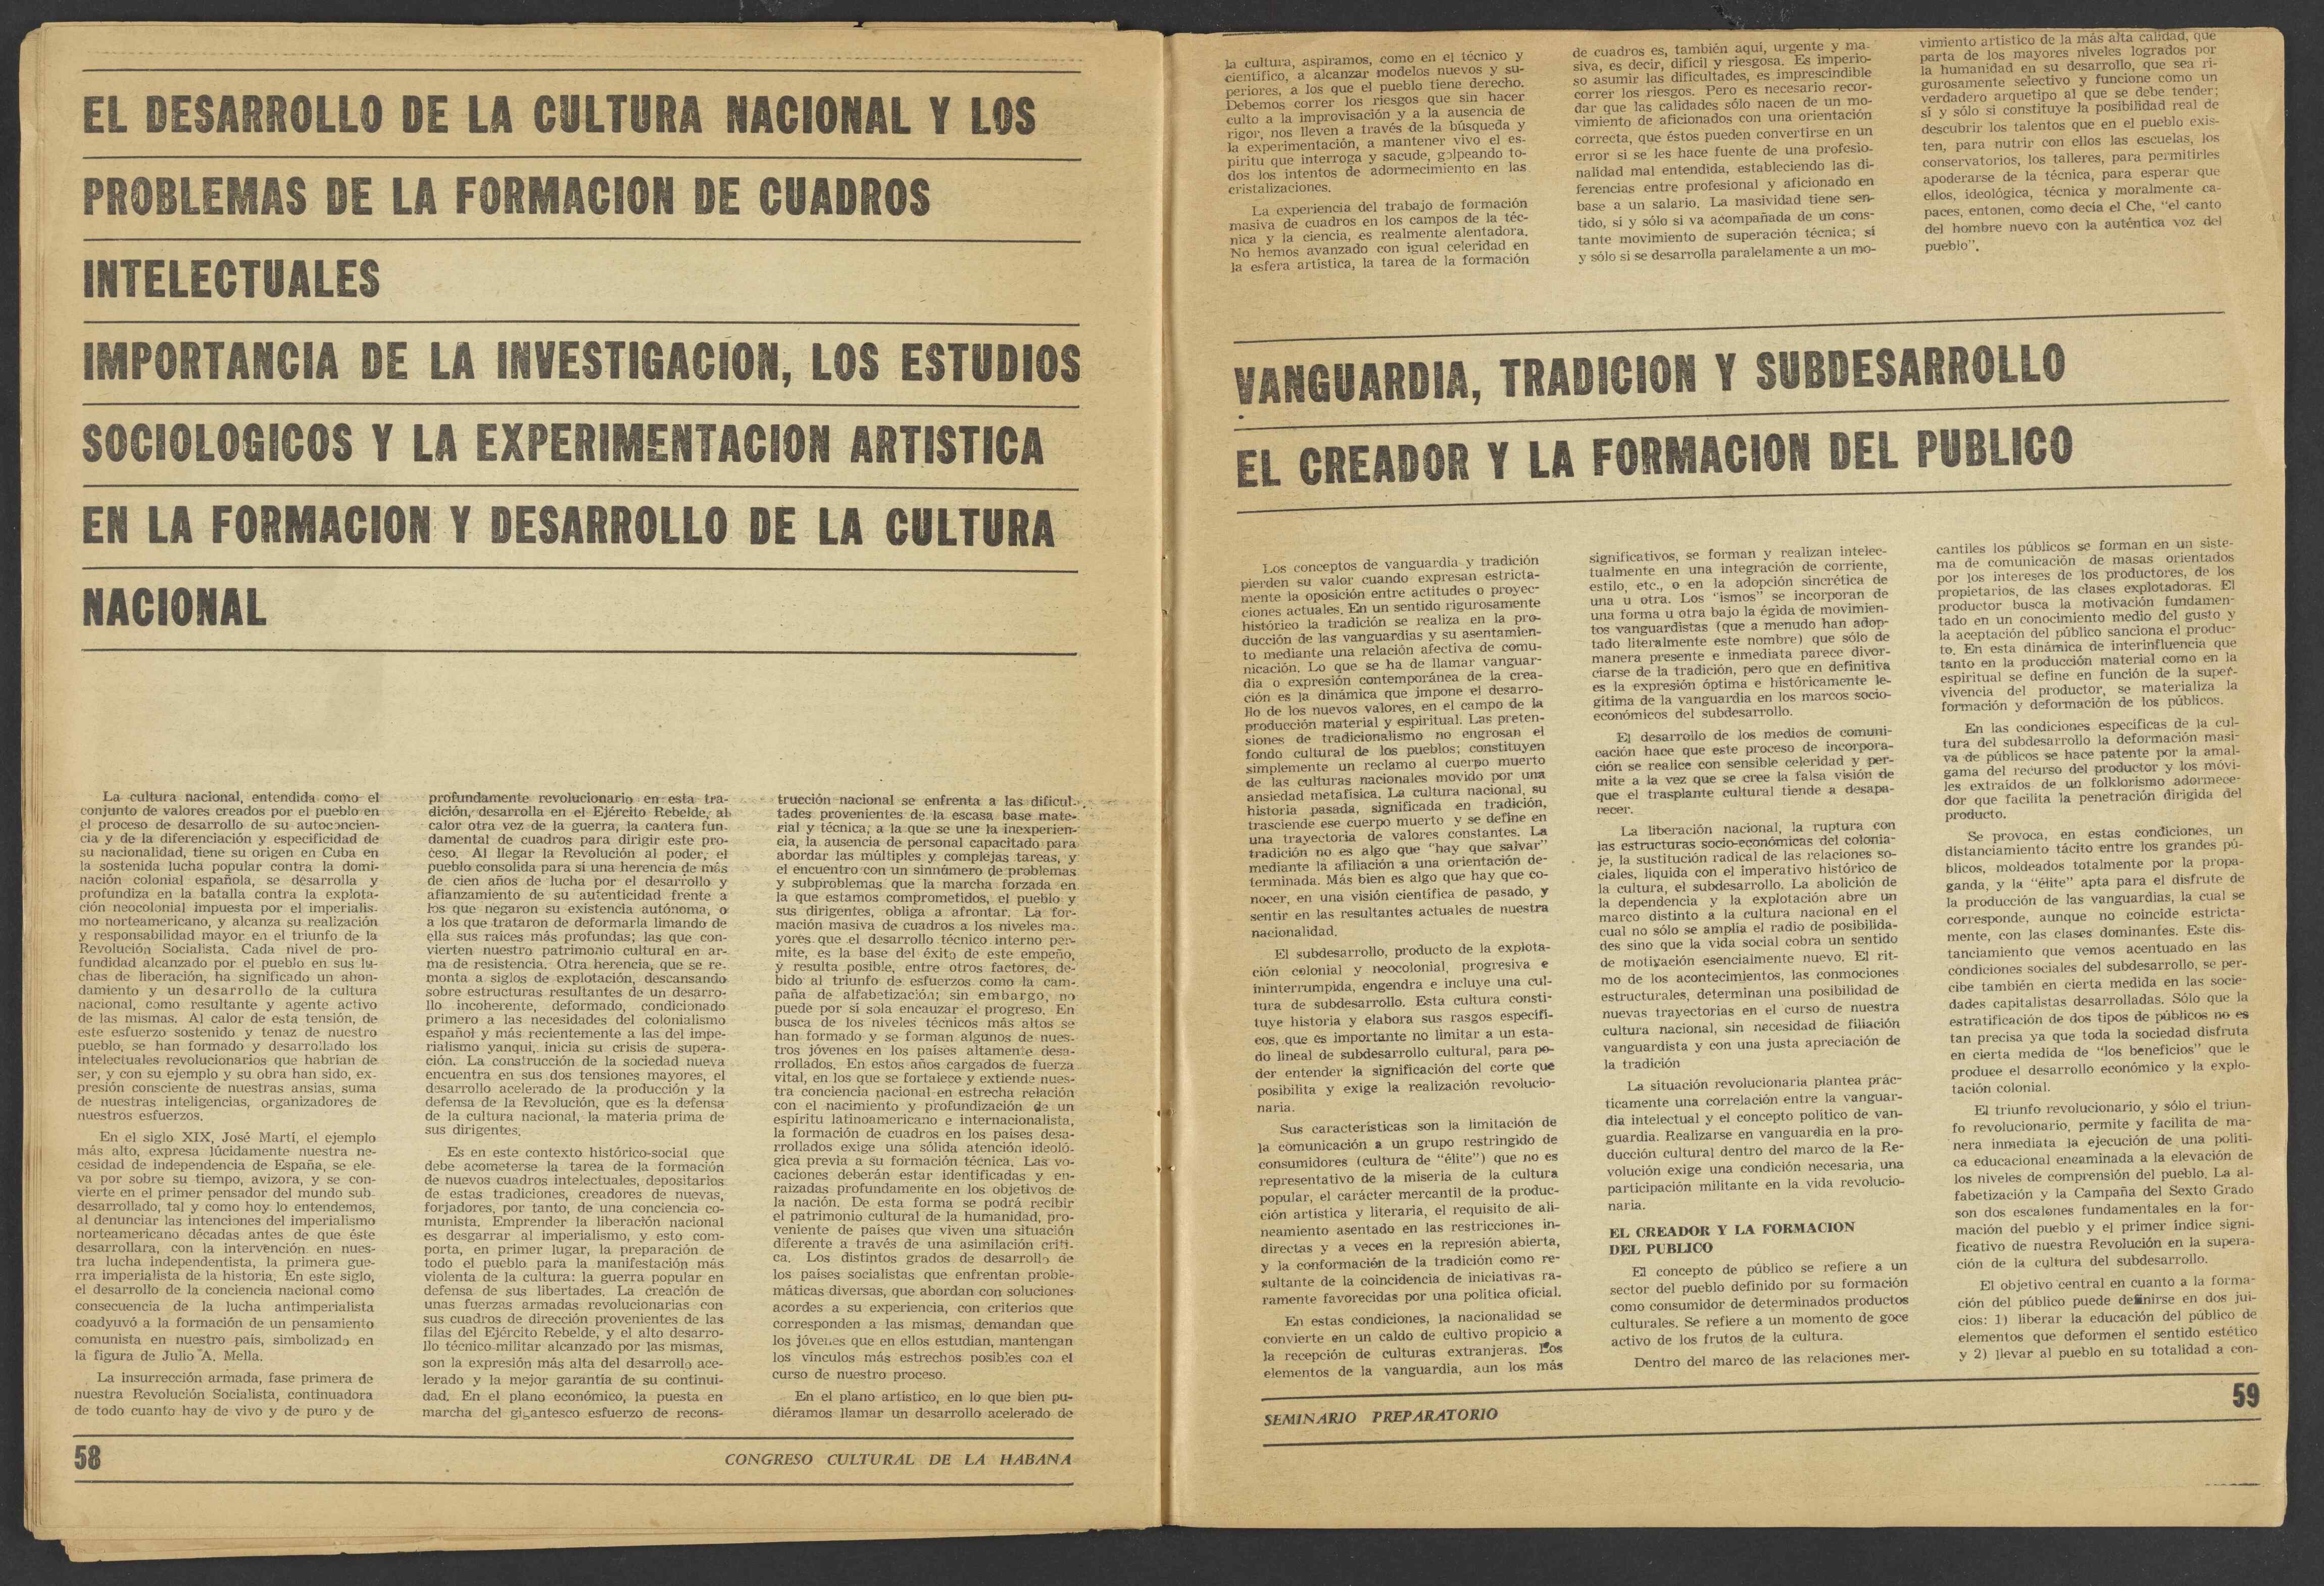 EL DESARROLLO DE LA CULTURA NACIONAL Y LOS
PROBLEMAS DE LA FORMACION DE CUADROS
INTELECTUALES
IMPORTANCIA DE LA INVESTIGACION, LOS ESTUDIOS
SOCIOLOGICOS Y LA EXPERIMENTACION ARTISTICA
EN LA FORMACION Y DESARROLLO DE LA CULTURA
NACIONAL
La cultura nacional, entendida como el
conjunto de valores creados por el pueblo en
el proceso de desarrollo de su autoconcien-
cia y de la diferenciación y especificidad de
su nacionalidad, tiene su origen en Cuba en
la sostenida lucha popular contra la domi-
nación colonial española, se desarrolla y
profundiza en la batalla contra la explota-
ción neocolonial impuesta por el imperialis-
mo norteamericano, y alcanza su realización
y responsabilidad mayor en el triunfo de la
Revolución Socialista. Cada nivel de pro-
fundidad alcanzado por el pueblo en sus lu-
chas de liberación, ha significado un ahon-
damiento y un desarrollo de la cultura
nacional, como resultante y agente activo
de las mismas. Al calor de esta tensión, de
este esfuerzo sostenido y tenaz de nuestro
pueblo, se han formado y desarrollado los
intelectuales revolucionarios que habrían de
ser, y con su ejemplo y su obra han sido, ex-
presión consciente de nuestras ansias, suma
de nuestras inteligencias, organizadores de
nuestros esfuerzos.
En el siglo XIX, José Martí, el ejemplo
más alto, expresa lúcidamente nuestra ne-
cesidad de independencia de España, se ele-
va por sobre su tiempo, avizora, y se con-
vierte en el primer pensador del mundo sub-
desarrollado, tal y como hoy lo entendemos,
al denunciar las intenciones del imperialismo
norteamericano décadas antes de que éste
desarrollara, con la intervención en nues-
tra lucha independentista, la primera gue-
rra imperialista de la historia. En este siglo,
el desarrollo de la conciencia nacional como
consecuencia de la lucha antimperialista
coadyuvó a la formación de un pensamiento
comunista en nuestro país, simbolizado en
la figura de Julio A. Mella.
La insurrección armada, fase primera de
nuestra Revolución Socialista, continuadora
de todo cuanto hay de vivo y de puro y de
profundamente revolucionario en esta tra-
dición, desarrolla en el Ejército Rebelde, al
calor otra vez de la guerra, la cantera fun-
damental de cuadros para dirigir este pro-
ceso. Al llegar la Revolución al poder, el
pueblo consolida para sí una herencia de más
de cien años de lucha por el desarrollo y
afianzamiento de su autenticidad frente a
los que negaron su existencia autónoma, o
a los que trataron de deformarla limando de
ella sus raíces más profundas; las que con-
vierten nuestro patrimonio cultural en ar-
ma de resistencia. Otra herencia, que se re-
monta a siglos de explotación, descansando
sobre estructuras resultantes de un desarro-
llo incoherente, deformado, condicionado
primero a las necesidades del colonialismo
español y más recientemente a las del impe-
rialismo yanqui, inicia su crisis de supera-
ción. La construcción de la sociedad nueva
encuentra en sus dos tensiones mayores, el
desarrollo acelerado de la producción y la
defensa de la Revolución, que es la defensa
de la cultura nacional, la materia prima de
sus dirigentes.
Es en este contexto histórico-social que
debe acometerse la tarea de la formación
de nuevos cuadros intelectuales, depositarios
de estas tradiciones, creadores de nuevas,
forjadores, por tanto, de una conciencia co-
munista. Emprender la liberación nacional
es desgarrar al imperialismo, y esto com-
porta, en primer lugar, la preparación de
todo el pueblo para la manifestación más
violenta de la cultura: la guerra popular en
defensa de sus libertades. La creación de
unas fuerzas armadas revolucionarias con
sus cuadros de dirección provenientes de las
filas del Ejército Rebelde, y el alto desarro-
llo técnico-militar alcanzado por las mismas,
son la expresión más alta del desarrollo ace-
lerado y la mejor garantía de su continui-
dad. En el plano económico, la puesta en
marcha del gigantesco esfuerzo de recons-
trucción nacional se enfrenta a las dificul-
tades provenientes de la escasa base mate-
rial y técnica, a la que se une la inexperien-
cia, la ausencia de personal capacitado para
abordar las múltiples y complejas tareas, y
el encuentro con un sinnúmero de problemas
y subproblemas que la marcha forzada en
la que estamos comprometidos, el pueblo y
sus dirigentes, obliga a afrontar. La for-
mación masiva de cuadros a los niveles ma-
yores que el desarrollo técnico interno per-
mite, es la base del éxito de este empeño,
y resulta posible, entre otros factores, de-
bido al triunfo de esfuerzos como la cam-
paña de alfabetización; sin embargo, no
puede por sí sola encauzar el progreso. En
busca de los niveles técnicos más altos se
han formado y se forman algunos de nues-
tros jóvenes en los países altamente desa-
rrollados. En estos años cargados de fuerza
vital, en los que se fortalece y extiende nues-
tra conciencia nacional en estrecha relación
con el nacimiento y profundización de un
espíritu latinoamericano e internacionalista,
la formación de cuadros en los países desa-
rrollados exige una sólida atención ideoló-
gica previa a su formación técnica. Las vo-
caciones deberán estar identificadas y en-
raizadas profundamente en los objetivos de
la nación. De esta forma se podrá recibir
el patrimonio cultural de la humanidad, pro-
veniente de países que viven una situación
diferente a través de una asimilación críti-
ca. Los distintos grados de desarrollo de
los países socialistas que enfrentan proble-
máticas diversas, que abordan con soluciones
acordes a su experiencia, con criterios que
corresponden a las mismas, demandan que
los jóvenes que en ellos estudian, mantengan
los vínculos más estrechos posibles con el
curso de nuestro proceso.
En el plano artístico, en lo que bien pu-
diéramos llamar un desarrollo acelerado de
58
CONGRESO CULTURAL DE LA HABANA
la cultura, aspiramos, como en el técnico y
científico, a alcanzar modelos nuevos y su-
periores, a los que el pueblo tiene derecho.
Debemos correr los riesgos que sin hacer
culto a la improvisación y a la ausencia de
rigor, nos lleven a través de la búsqueda y
la experimentación, a mantener vivo el es-
píritu que interroga y sacude, golpeando to-
dos los intentos de adormecimiento en las
cristalizaciones.
La experiencia del trabajo de formación
masiva de cuadros en los campos de la téc-
nica y la ciencia, es realmente alentadora.
No hemos avanzado con igual celeridad en
la esfera artística, la tarea de la formación
de cuadros es, también aquí, urgente y ma-
siva, es decir, difícil y riesgosa. Es imperio-
so asumir las dificultades, es imprescindible
correr los riesgos. Pero es necesario recor-
dar que las calidades sólo nacen de un mo-
vimiento de aficionados con una orientación
correcta, que éstos pueden convertirse en un
error si se les hace fuente de una profesio-
nalidad mal entendida, estableciendo las di-
ferencias entre profesional y aficionado en
base a un salario. La masividad tiene sen-
tido, si y sólo si va acompañada de un cons-
tante movimiento de superación técnica; si
y sólo si se desarrolla paralelamente a un mo-
vimiento artístico de la más alta calidad, que
parta de los mayores niveles logrados por
la humanidad en su desarrollo, que sea ri-
gurosamente selectivo y funcione como un
verdadero arquetipo al que se debe tender;
si y sólo si constituye la posibilidad real de
descubrir los talentos que en el pueblo exis-
ten, para nutrir con ellos las escuelas, los
conservatorios, los talleres, para permitirles
apoderarse de la técnica, para esperar que
ellos, ideológica, técnica y moralmente ca-
paces, entonen, como decía el Che, "el canto
del hombre nuevo con la auténtica voz del
pueblo".
VANGUARDIA, TRADICION Y SUBDESARROLLO
EL CREADOR Y LA FORMACION DEL PUBLICO
Los conceptos de vanguardia y tradición
pierden su valor cuando expresan estricta-
mente la oposición entre actitudes o proyec-
ciones actuales. En un sentido rigurosamente
histórico la tradición se realiza en la pro-
ducción de las vanguardias y su asentamien-
to mediante una relación afectiva de comu-
nicación. Lo que se ha de llamar vanguar-
dia o expresión contemporánea de la crea-
ción es la dinámica que impone el desarro-
llo de los nuevos valores, en el campo de la
producción material y espiritual. Las preten-
siones de tradicionalismo no engrosan el
fondo cultural de los pueblos; constituyen
simplemente un reclamo al cuerpo muerto
de las culturas nacionales movido por una
ansiedad metafísica. La cultura nacional, su
historia pasada, significada en tradición,
trasciende ese cuerpo muerto y se define en
una trayectoria de valores constantes. La
tradición no es algo que "hay que salvar"
mediante la afiliación a una orientación de-
terminada. Más bien es algo que hay que co-
nocer, en una visión científica de pasado, y
sentir en las resultantes actuales de nuestra
nacionalidad.
El subdesarrollo, producto de la explota-
ción colonial y neocolonial, progresiva e
ininterrumpida, engendra e incluye una cul-
tura de subdesarrollo. Esta cultura consti-
tuye historia y elabora sus rasgos específi-
cos, que es importante no limitar a un esta-
do lineal de subdesarrollo cultural, para po-
der entender la significación del corte que
posibilita y exige la realización revolucio-
naria.
Sus características son la limitación de
la comunicación a un grupo restringido de
consumidores (cultura de "élite") que no es
representativo de la miseria de la cultura
popular, el carácter mercantil de la produc-
ción artística y literaria, el requisito de ali-
neamiento asentado en las restricciones in-
directas y a veces en la represión abierta,
y la conformación de la tradición como re-
sultante de la coincidencia de iniciativas ra-
ramente favorecidas por una política oficial.
En estas condiciones, la nacionalidad se
convierte en un caldo de cultivo propicio a
la recepción de culturas extranjeras. Los
elementos de la vanguardia, aun los más
significativos, se forman y realizan intelec-
tualmente en una integración de corriente,
estilo, etc., o en la adopción sincrética de
una u otra. Los "ismos" se incorporan de
una forma u otra bajo la égida de movimien-
tos vanguardistas (que a menudo han adop-
tado literalmente este nombre) que sólo de
manera presente e inmediata parece divor-
ciarse de la tradición, pero que en definitiva
es la expresión óptima e históricamente le-
gítima de la vanguardia en los marcos socio-
económicos del subdesarrollo.
El desarrollo de los medios de comuni-
cación hace que este proceso de incorpora-
ción se realice con sensible celeridad y per-
mite a la vez que se cree la falsa visión de
que el trasplante cultural tiende a desapa-
recer.
La liberación nacional, la ruptura con
las estructuras socio-económicas del colonia-
je, la sustitución radical de las relaciones so-
ciales, liquida con el imperativo histórico de
la cultura, el subdesarrollo. La abolición de
la dependencia y la explotación abre un
marco distinto a la cultura nacional en el
cual no sólo se amplía el radio de posibilida-
des sino que la vida social cobra un sentido
de motivación esencialmente nuevo. El rit-
mo de los acontecimientos, las conmociones
estructurales, determinan una posibilidad de
nuevas trayectorias en el curso de nuestra
cultura nacional, sin necesidad de filiación
vanguardista y con una justa apreciación de
la tradición
La situación revolucionaria plantea prác-
ticamente una correlación entre la vanguar-
dia intelectual y el concepto político de van-
guardia. Realizarse en vanguardia en la pro-
ducción cultural dentro del marco de la Re-
volución exige una condición necesaria, una
participación militante en la vida revolucio-
naria.
EL CREADOR Y LA FORMACION
DEL PUBLICO
El concepto de público se refiere a un
sector del pueblo definido por su formación
como consumidor de determinados productos
culturales. Se refiere a un momento de goce
activo de los frutos de la cultura.
Dentro del marco de las relaciones mer-
cantiles los públicos se forman en un siste-
ma de comunicación de masas orientados
por los intereses de los productores, de los
propietarios, de las clases explotadoras. El
productor busca la motivación fundamen-
tado en un conocimiento medio del gusto y
la aceptación del público sanciona el produc-
to. En esta dinámica de interinfluencia que
tanto en la producción material como en la
espiritual se define en función de la super-
vivencia del productor, se materializa la
formación y deformación de los públicos.
En las condiciones específicas de la cul-
tura del subdesarrollo la deformación masi-
va de públicos se hace patente por la amal-
gama del recurso del productor y los móvi-
les extraídos de un folklorismo adormece-
dor que facilita la penetración dirigida del
producto.
Se provoca, en estas condiciones, un
distanciamiento tácito entre los grandes pú-
blicos, moldeados totalmente por la propa-
ganda, y la "élite" apta para el disfrute de
la producción de las vanguardias, la cual se
corresponde, aunque no coincide estricta-
mente, con las clases dominantes. Este dis-
tanciamiento que vemos acentuado en las
condiciones sociales del subdesarrollo, se per-
cibe también en cierta medida en las socie-
dades capitalistas desarrolladas. Sólo que la
estratificación de dos tipos de públicos no es
tan precisa ya que toda la sociedad disfruta
en cierta medida de "los beneficios" que le
produce el desarrollo económico y la explo-
tación colonial.
El triunfo revolucionario, y sólo el triun-
fo revolucionario, permite y facilita de ma-
nera inmediata la ejecución de una políti-
ca educacional encaminada a la elevación de
los niveles de comprensión del pueblo. La al-
fabetización y la Campaña del Sexto Grado
son dos escalones fundamentales en la for-
mación del pueblo y el primer índice signi-
ficativo de nuestra Revolución en la supera-
ción de la cultura del subdesarrollo.
El objetivo central en cuanto a la forma-
ción del público puede definirse en dos jui-
cios: 1) liberar la educación del público de
elementos que deformen el sentido estético
y 2) llevar al pueblo en su totalidad a con-
SEMINARIO PREPARATORIO
59